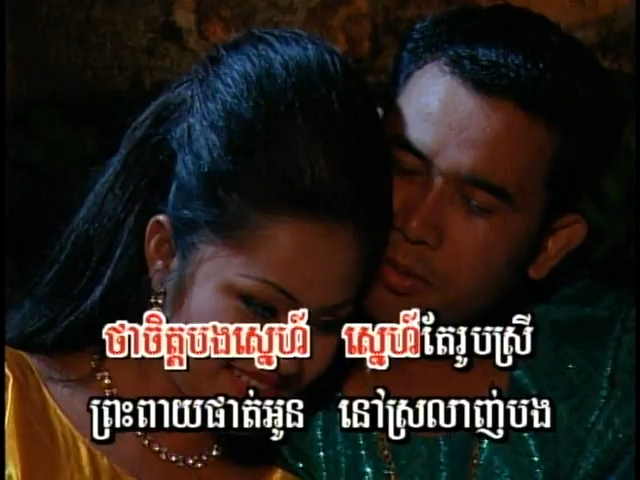 ថាចិត្តបងស្នេហ៍ ស្នេហ៍តែរូបស្រី
ព្រះពាយផាត់អូន នៅស្រលាញ់បង